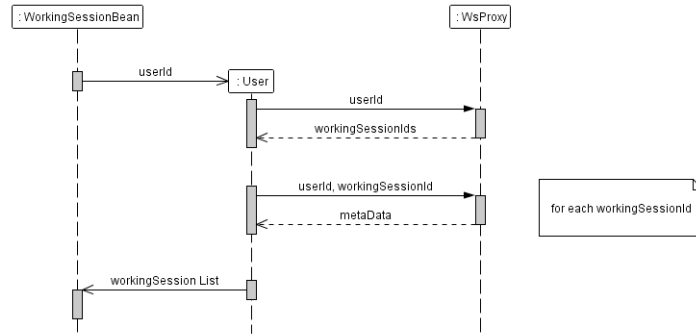 : WorkingSessionBean
: WsProxy
userId
: User
userId
workingSessionIds
userId, workingSessionId
for each workingSessionId
metaData
workingSession List